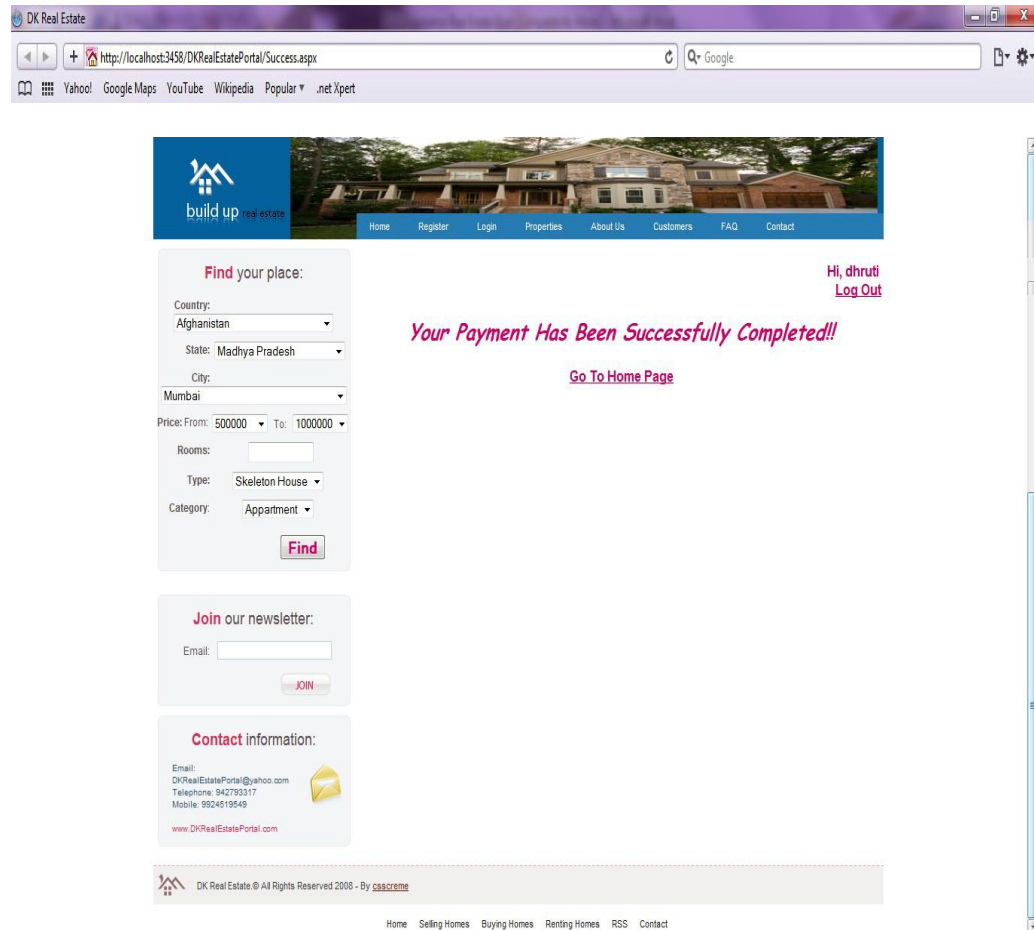 DK Real Estate
http://localhost:3458/DKRealEstatePortal/Success.aspx
Google
Yahoo! Google Maps YouTube Wikipedia Popular .net Xpert
build up real estate
Home Register Login Properties About Us Customers FAQ Contact
Hi, dhruti
Log Out
Your Payment Has Been Successfully Completed!!
Go To Home Page
Find your place:
Country:
Afghanistan
State: Madhya Pradesh
City:
Mumbai
Price: From: 500000 To: 1000000
Rooms:
Type: Skeleton House
Category: Appartment
Find
Join our newsletter:
Email:
JOIN
Contact information:
Email:
DKRealEstatePortal@yahoo.com
Telephone: 942793317
Mobile: 9924519549
www.DKRealEstatePortal.com
DK Real Estate.© All Rights Reserved 2008 - By csscreme
Home Selling Homes Buying Homes Renting Homes RSS Contact